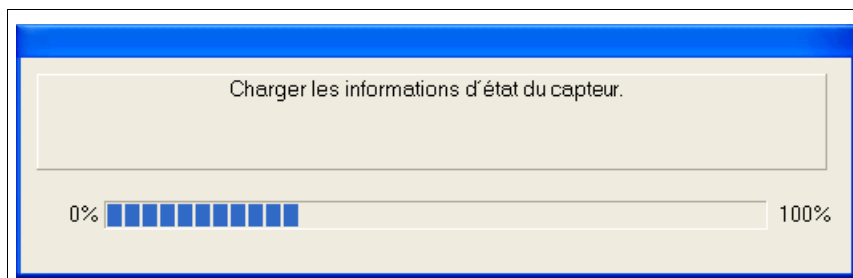 Charger les informations d´état du capteur.
0% 100%